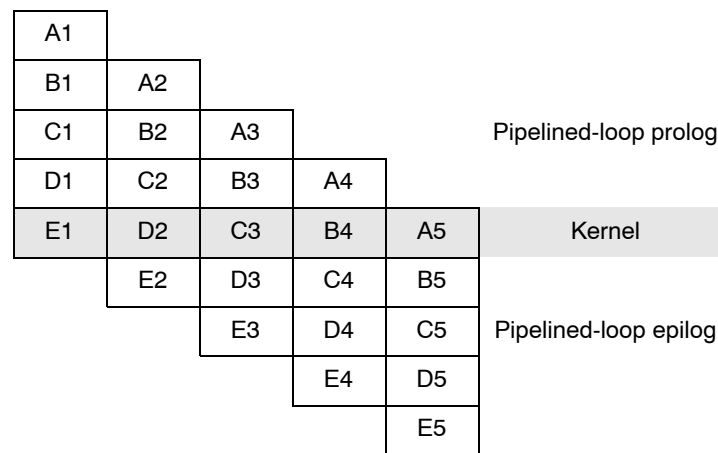 A1
B1 A2
C1 B2 A3 Pipelined-loop prolog
D1 C2 B3 A4
E1 D2 C3 B4 A5 Kernel
E2 D3 C4 B5
E3 D4 C5 Pipelined-loop epilog
E4 D5
E5